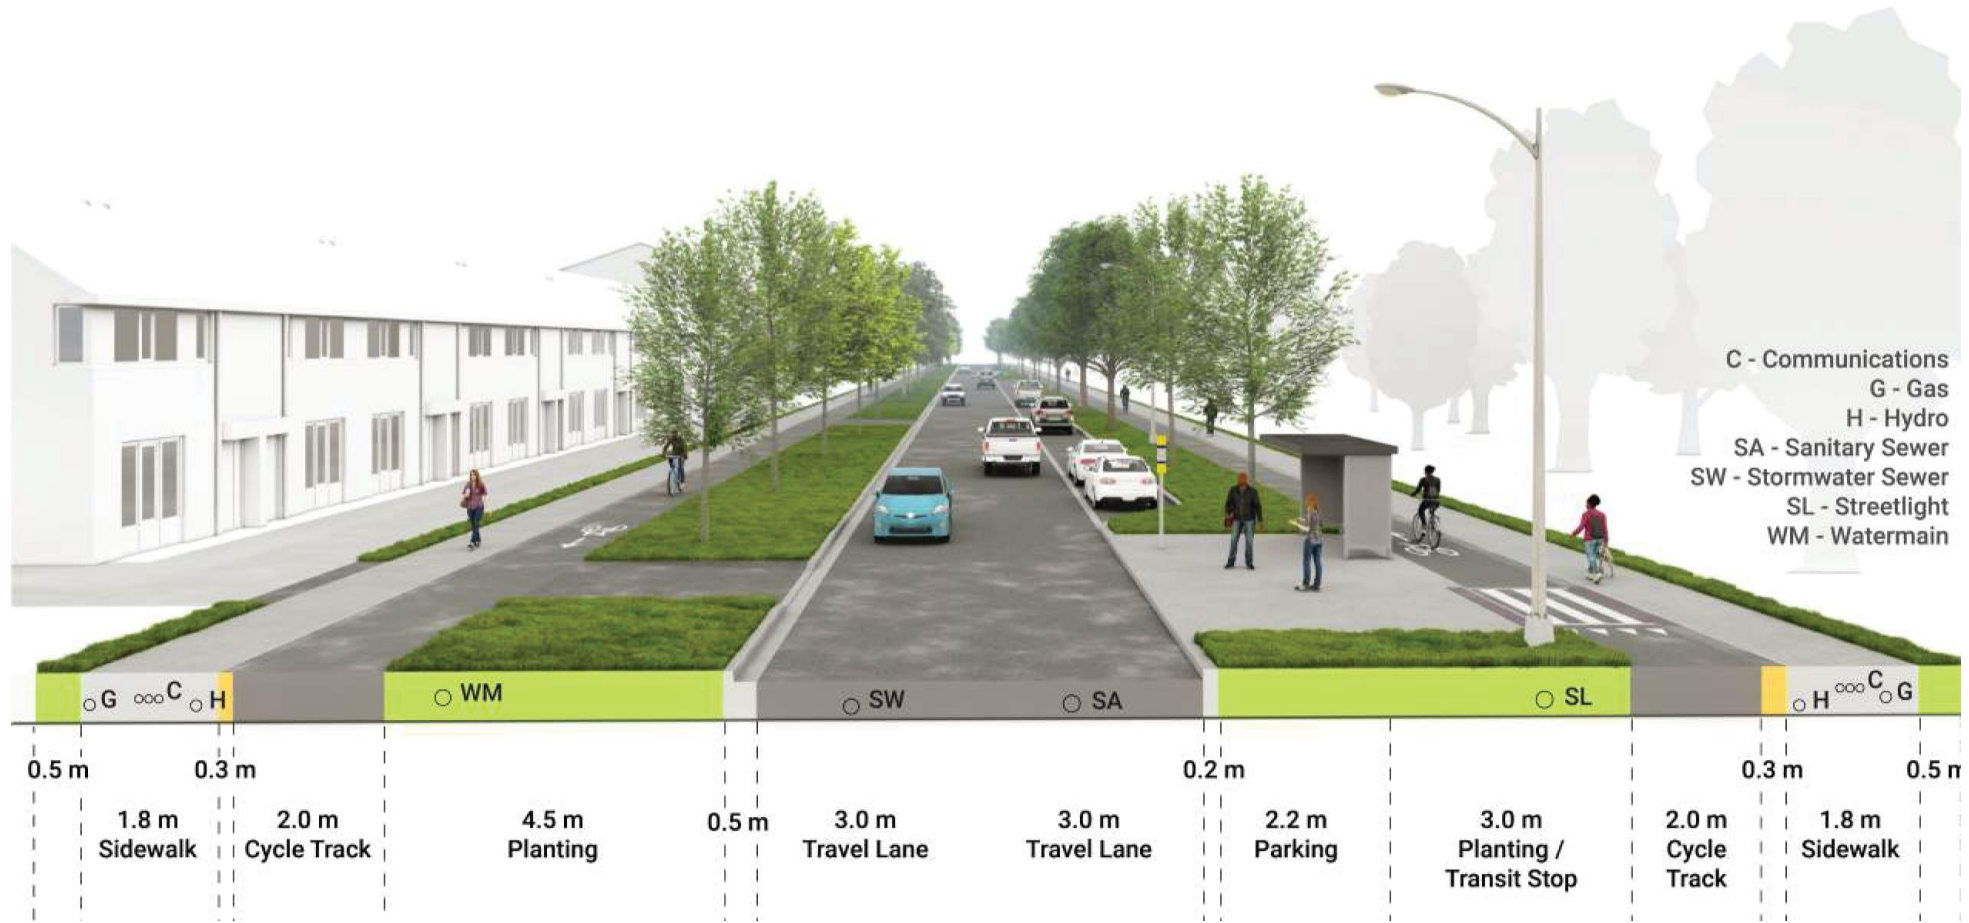 C - Communications
G - Gas
H - Hydro
SA - Sanitary Sewer
SW - Stormwater Sewer
SL - Streetlight
WM - Watermain
G C H WM SW SA SL H C G
0.5 m 0.3 m 0.2 m 0.3 m 0.5 m
1.8 m
Sidewalk
2.0 m
Cycle Track
4.5 m
Planting
0.5 m
3.0 m
Travel Lane
3.0 m
Travel Lane
2.2 m
Parking
3.0 m
Planting /
Transit Stop
2.0 m
Cycle
Track
1.8 m
Sidewalk